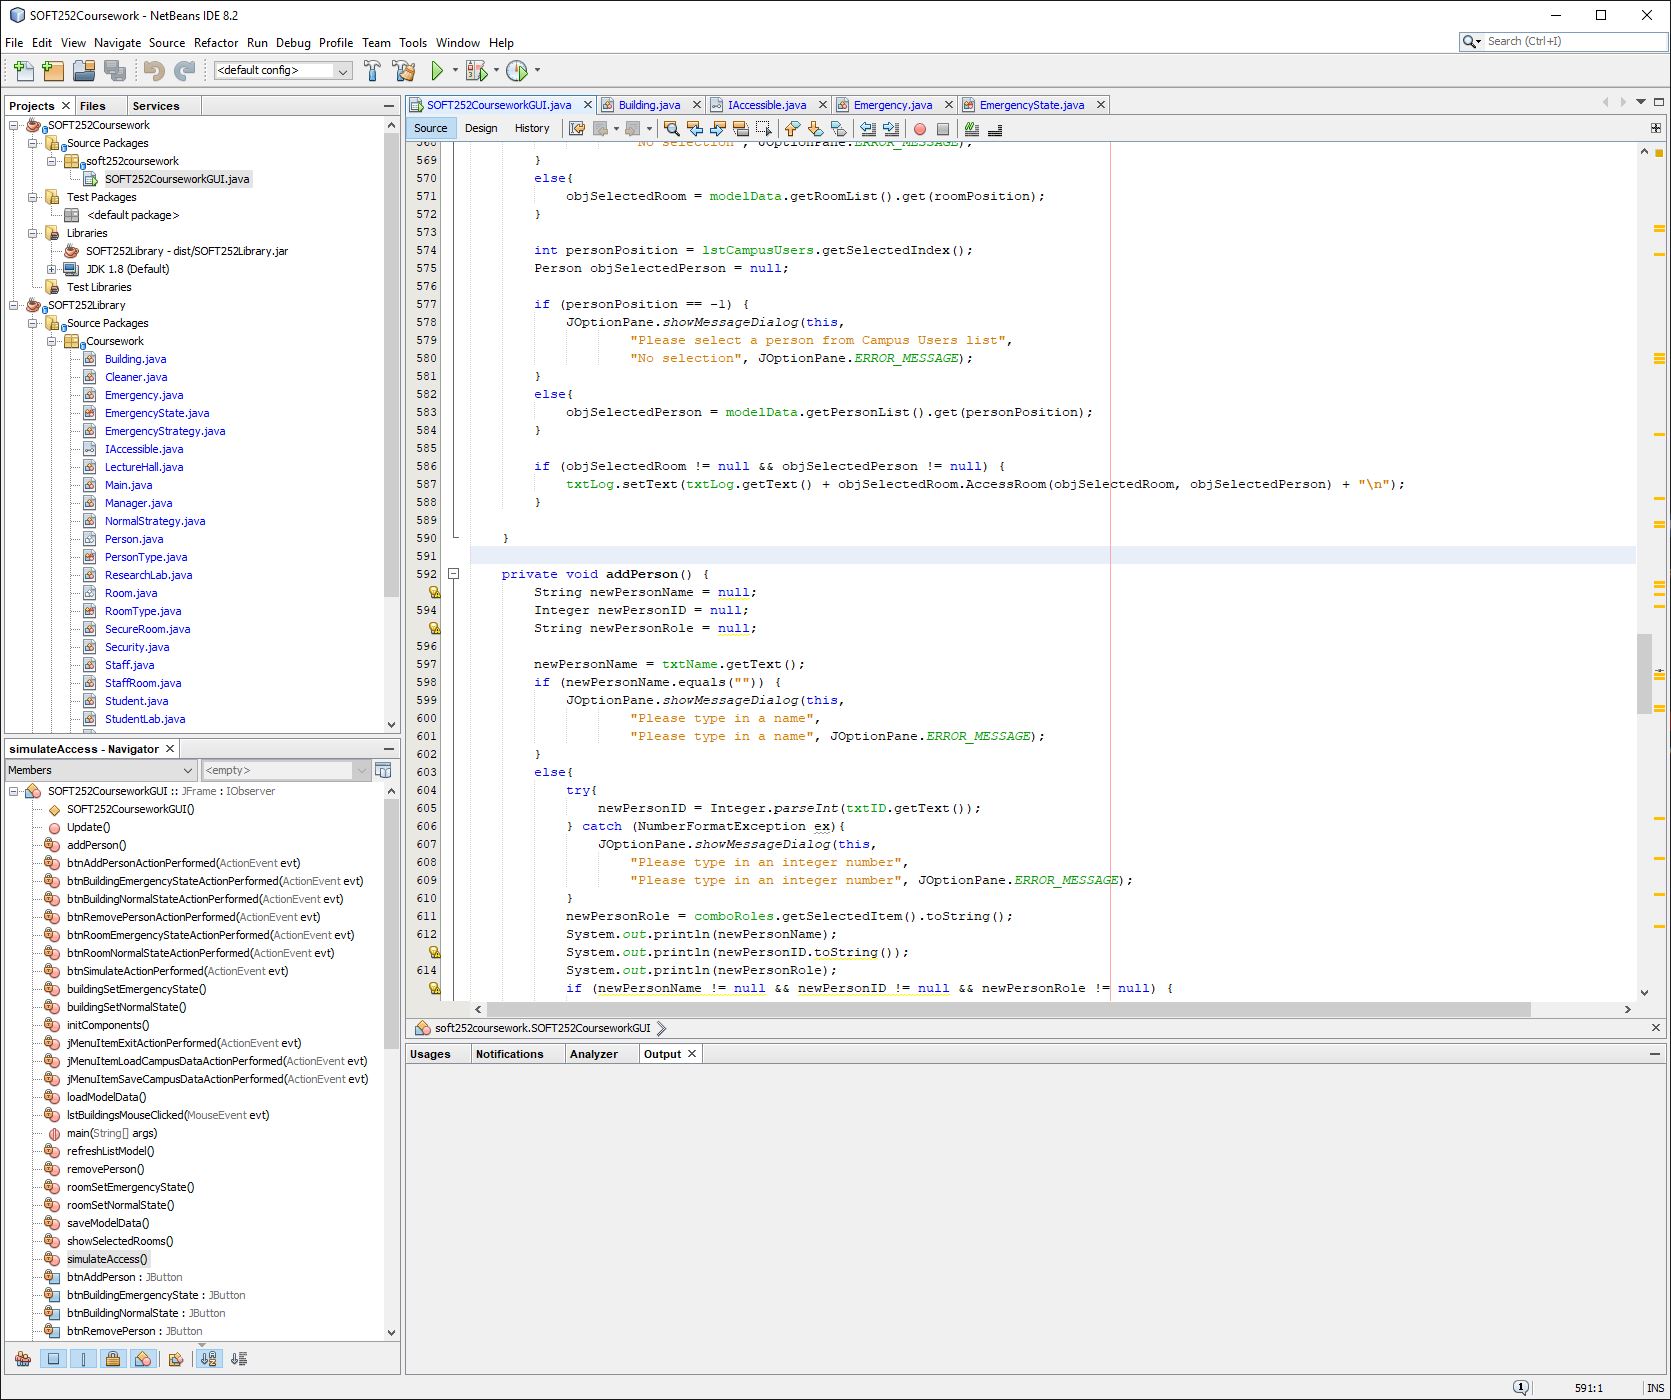 SOFT252Coursework - NetBeans IDE 8.2
File Edit View Navigate Source Refactor Run Debug Profile Team Tools Window Help
Search (Ctrl+I)
<default config>
Projects Files Services
SOFT252Coursework
Source Packages
soft252coursework
SOFT252CourseworkGUI.java
Test Packages
<default package>
Libraries
SOFT252Library - dist/SOFT252Library.jar
JDK 1.8 (Default)
Test Libraries
SOFT252Library
Source Packages
Coursework
Building.java
Cleaner.java
Emergency.java
EmergencyState.java
EmergencyStrategy.java
IAccessible.java
LectureHall.java
Main.java
Manager.java
NormalStrategy.java
Person.java
PersonType.java
ResearchLab.java
Room.java
RoomType.java
SecureRoom.java
Security.java
Staff.java
StaffRoom.java
Student.java
StudentLab.java
simulateAccess - Navigator
Members
<empty>
SOFT252CourseworkGUI :: JFrame : IObserver
SOFT252CourseworkGUI()
Update()
addPerson()
btnAddPersonActionPerformed(ActionEvent evt)
btnBuildingEmergencyStateActionPerformed(ActionEvent evt)
btnBuildingNormalStateActionPerformed(ActionEvent evt)
btnRemovePersonActionPerformed(ActionEvent evt)
btnRoomEmergencyStateActionPerformed(ActionEvent evt)
btnRoomNormalStateActionPerformed(ActionEvent evt)
btnSimulateActionPerformed(ActionEvent evt)
buildingSetEmergencyState()
buildingSetNormalState()
initComponents()
jMenuItemExitActionPerformed(ActionEvent evt)
jMenuItemLoadCampusDataActionPerformed(ActionEvent evt)
jMenuItemSaveCampusDataActionPerformed(ActionEvent evt)
loadModelData()
lstBuildingsMouseClicked(MouseEvent evt)
main(String[] args)
refreshListModel()
removePerson()
roomSetEmergencyState()
roomSetNormalState()
saveModelData()
showSelectedRooms()
simulateAccess()
btnAddPerson : JButton
btnBuildingEmergencyState : JButton
btnBuildingNormalState : JButton
btnRemovePerson : JButton
SOFT252CourseworkGUI.java Building.java IAccessible.java Emergency.java EmergencyState.java
Source Design History
568 "No selection", JOptionPane.ERROR_MESSAGE);
569 }
570 else{
571 objSelectedRoom = modelData.getRoomList().get(roomPosition);
572 }
573
574 int personPosition = lstCampusUsers.getSelectedIndex();
575 Person objSelectedPerson = null;
576
577 if (personPosition == -1) {
578 JOptionPane.showMessageDialog(this,
579 "Please select a person from Campus Users list",
580 "No selection", JOptionPane.ERROR_MESSAGE);
581 }
582 else{
583 objSelectedPerson = modelData.getPersonList().get(personPosition);
584 }
585
586 if (objSelectedRoom != null && objSelectedPerson != null) {
587 txtLog.setText(txtLog.getText() + objSelectedRoom.AccessRoom(objSelectedRoom, objSelectedPerson) + "\n");
588 }
589
590 }
591
592 private void addPerson() {
String newPersonName = null;
594 Integer newPersonID = null;
String newPersonRole = null;
596
597 newPersonName = txtName.getText();
598 if (newPersonName.equals("")) {
599 JOptionPane.showMessageDialog(this,
600 "Please type in a name",
601 "Please type in a name", JOptionPane.ERROR_MESSAGE);
602 }
603 else{
604 try{
605 newPersonID = Integer.parseInt(txtID.getText());
606 } catch (NumberFormatException ex){
607 JOptionPane.showMessageDialog(this,
608 "Please type in an integer number",
609 "Please type in an integer number", JOptionPane.ERROR_MESSAGE);
610 }
611 newPersonRole = comboRoles.getSelectedItem().toString();
612 System.out.println(newPersonName);
System.out.println(newPersonID.toString());
614 System.out.println(newPersonRole);
if (newPersonName != null && newPersonID != null && newPersonRole != null) {
soft252coursework.SOFT252CourseworkGUI
Usages Notifications Analyzer Output
1 591:1 INS